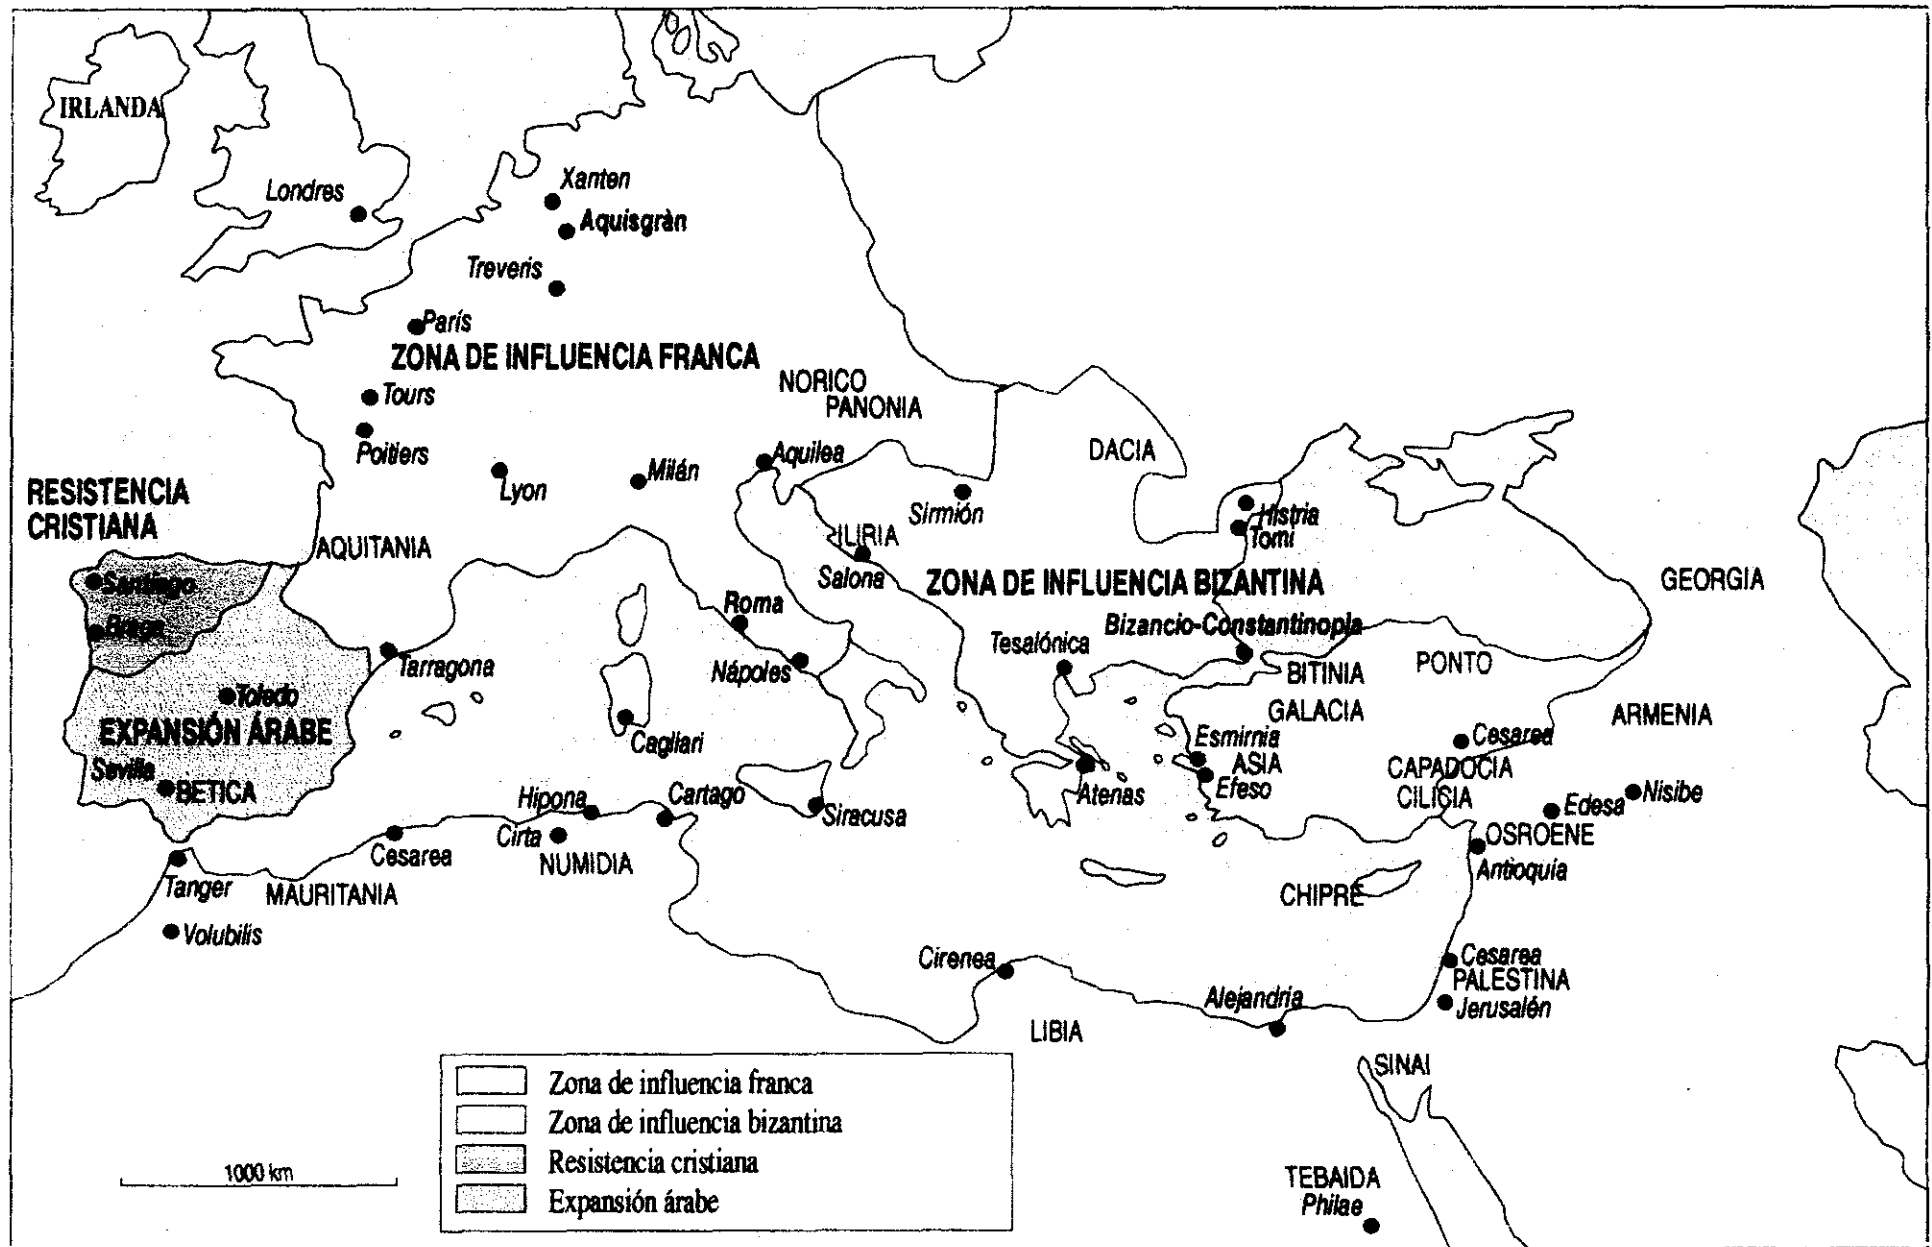 IRLANDA
Londres
Xanten
Aquisgràn
Treveris
París
ZONA DE INFLUENCIA FRANCA
Tours
Poitiers
NORICO
PANONIA
Lyon
Milán
Aquilea
DACIA
Sirmión
Histria
Tomi
RESISTENCIA
CRISTIANA
AQUITANIA
ILIRIA
Salona
ZONA DE INFLUENCIA BIZANTINA
GEORGIA
Santiago
Braga
Roma
Bizancio-Constantinopla
Tesalónica
Tarragona
Nápoles
BITINIA
PONTO
Toledo
EXPANSIÓN ÁRABE
GALACIA
ARMENIA
Cagliari
Esmirnia
Cesarea
Sevilla
BETICA
ASIA
Efeso
CAPADOCIA
CILISIA
Atenas
Hipona
Cartago
Siracusa
Edesa
Nisibe
Cirta
Cesarea
NUMIDIA
OSROENE
Antioquía
Tanger
MAURITANIA
CHIPRE
Volubilis
Cirenea
Cesarea
PALESTINA
Jerusalén
Alejandría
LIBIA
SINAI
Zona de influencia franca
Zona de influencia bizantina
Resistencia cristiana
Expansión árabe
1000 km
TEBAIDA
Philae